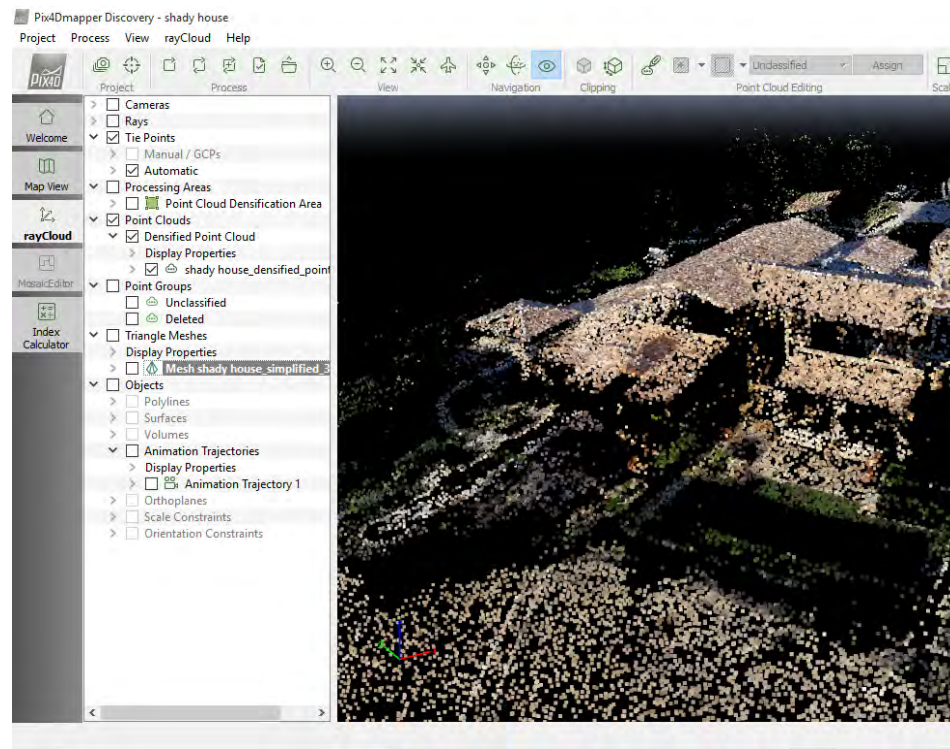 Pix4Dmapper Discovery - shady house
Project Process View rayCloud Help
PIX4D
Project Process View Navigation Clipping Point Cloud Editing Scal
Unclassified Assign
Welcome
Map View
rayCloud
MosaicEditor
Index
Calculator
Cameras
Rays
Tie Points
Manual / GCPs
Automatic
Processing Areas
Point Cloud Densification Area
Point Clouds
Densified Point Cloud
Display Properties
shady house_densified_point
Point Groups
Unclassified
Deleted
Triangle Meshes
Display Properties
Mesh shady house_simplified_3
Objects
Polylines
Surfaces
Volumes
Animation Trajectories
Display Properties
Animation Trajectory 1
Orthoplanes
Scale Constraints
Orientation Constraints